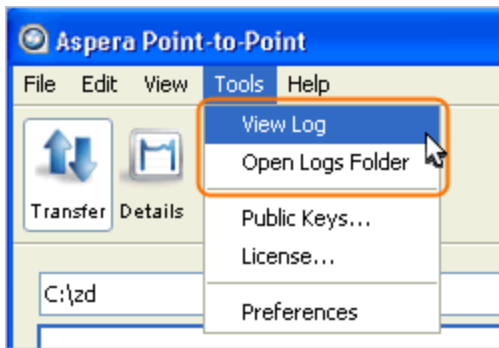 Aspera Point-to-Point
File Edit View Tools Help
View Log
Open Logs Folder
Transfer Details
Public Keys...
License...
C:\zd
Preferences